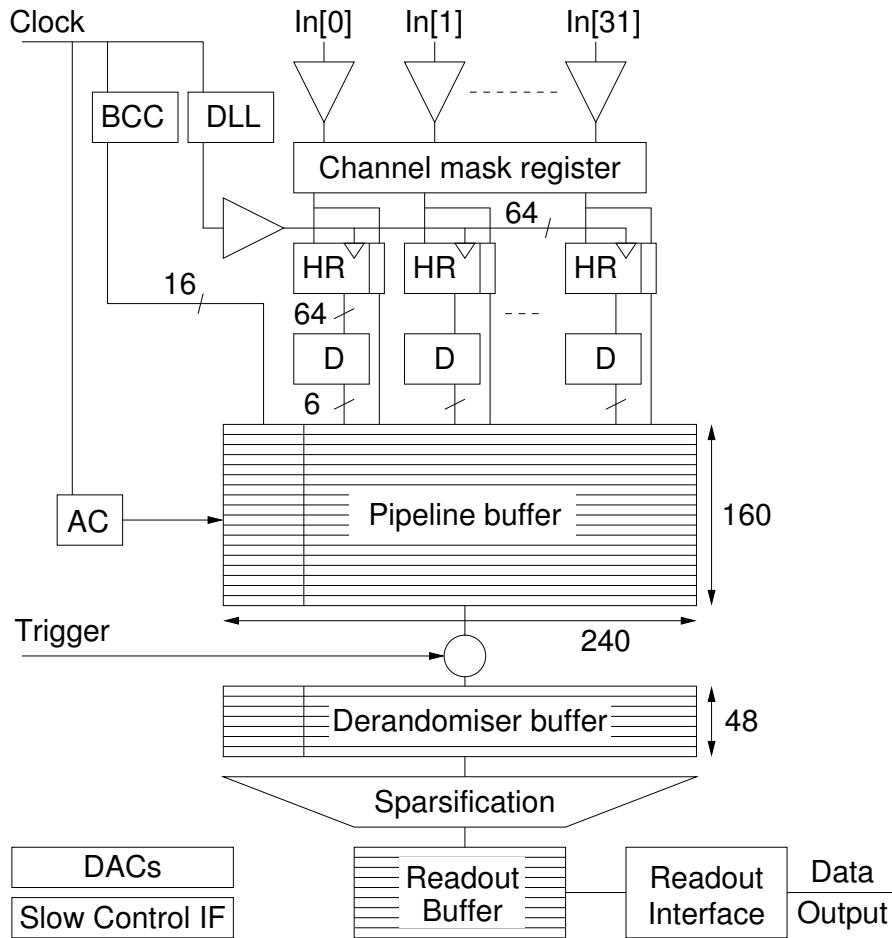 Clock
In[0] In[1] In[31]
BCC DLL
Channel mask register
64
HR HR HR
16
64
D D D
6
Pipeline buffer
AC
160
Trigger
240
Derandomiser buffer
48
Sparsification
DACs
Slow Control IF
Readout
Buffer
Readout
Interface
Data
Output